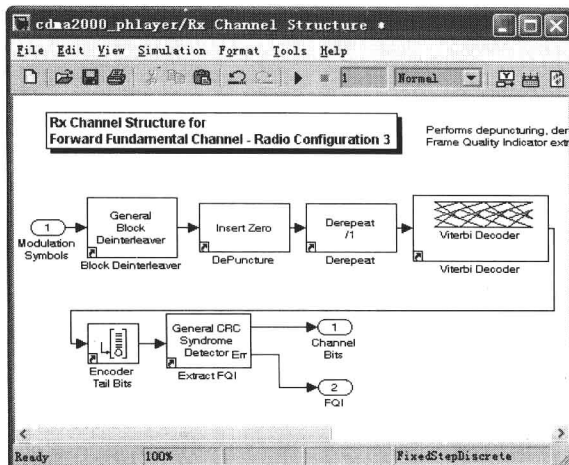 cdma2000_phlayer/Rx Channel Structure *
File Edit View Simulation Format Tools Help
1 Normal
Rx Channel Structure for
Forward Fundamental Channel - Radio Configuration 3
Performs depuncturing, der
Frame Quality Indicator extr
1
Modulation
Symbols
General
Block
Deinterleaver
Block Deinterleaver
Insert Zero
DePuncture
Derepeat
/1
Derepeat
Viterbi Decoder
Viterbi Decoder
Encoder
Tail Bits
General CRC
Syndrome
Detector Err
Extract FQI
1
Channel
Bits
2
FQI
Ready 100% FixedStepDiscrete